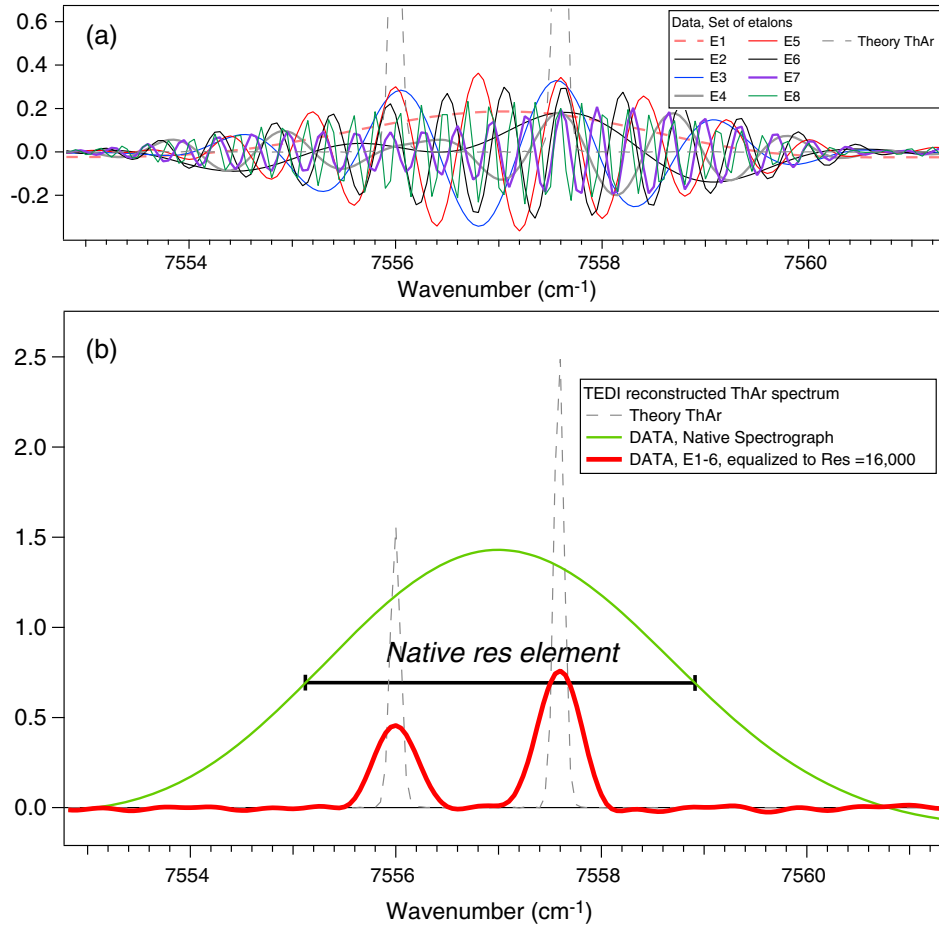 (a)
0.6
0.4
0.2
0.0
-0.2
Data, Set of etalons
E1 E5 Theory ThAr
E2 E6
E3 E7
E4 E8
7554 7556 7558 7560
Wavenumber (cm-1)
(b)
2.5
2.0
1.5
1.0
0.5
0.0
TEDI reconstructed ThAr spectrum
Theory ThAr
DATA, Native Spectrograph
DATA, E1-6, equalized to Res =16,000
Native res element
7554 7556 7558 7560
Wavenumber (cm-1)